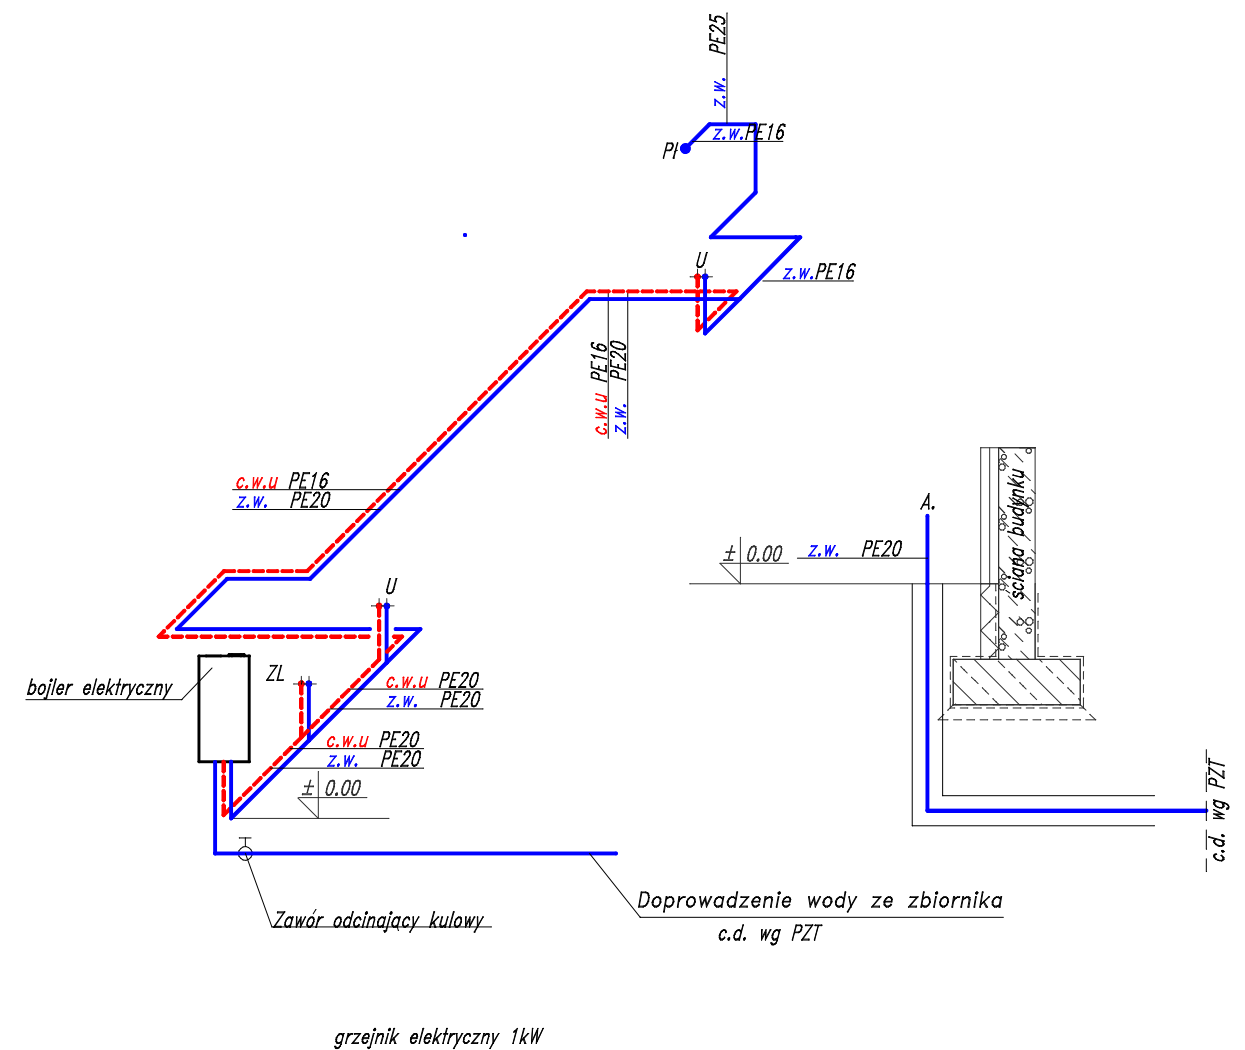 z.w. PE25
z.w.PE16
Pł
U
z.w.PE16
c.w.u PE16
z.w. PE20
c.w.u PE16
z.w. PE20
A.
± 0.00
z.w. PE20
ściana budynku
U
ZL
bojler elektryczny
c.w.u PE20
z.w. PE20
c.w.u PE20
z.w. PE20
± 0.00
c.d. wg PZT
Zawór odcinający kulowy
Doprowadzenie wody ze zbiornika
c.d. wg PZT
grzejnik elektryczny 1kW